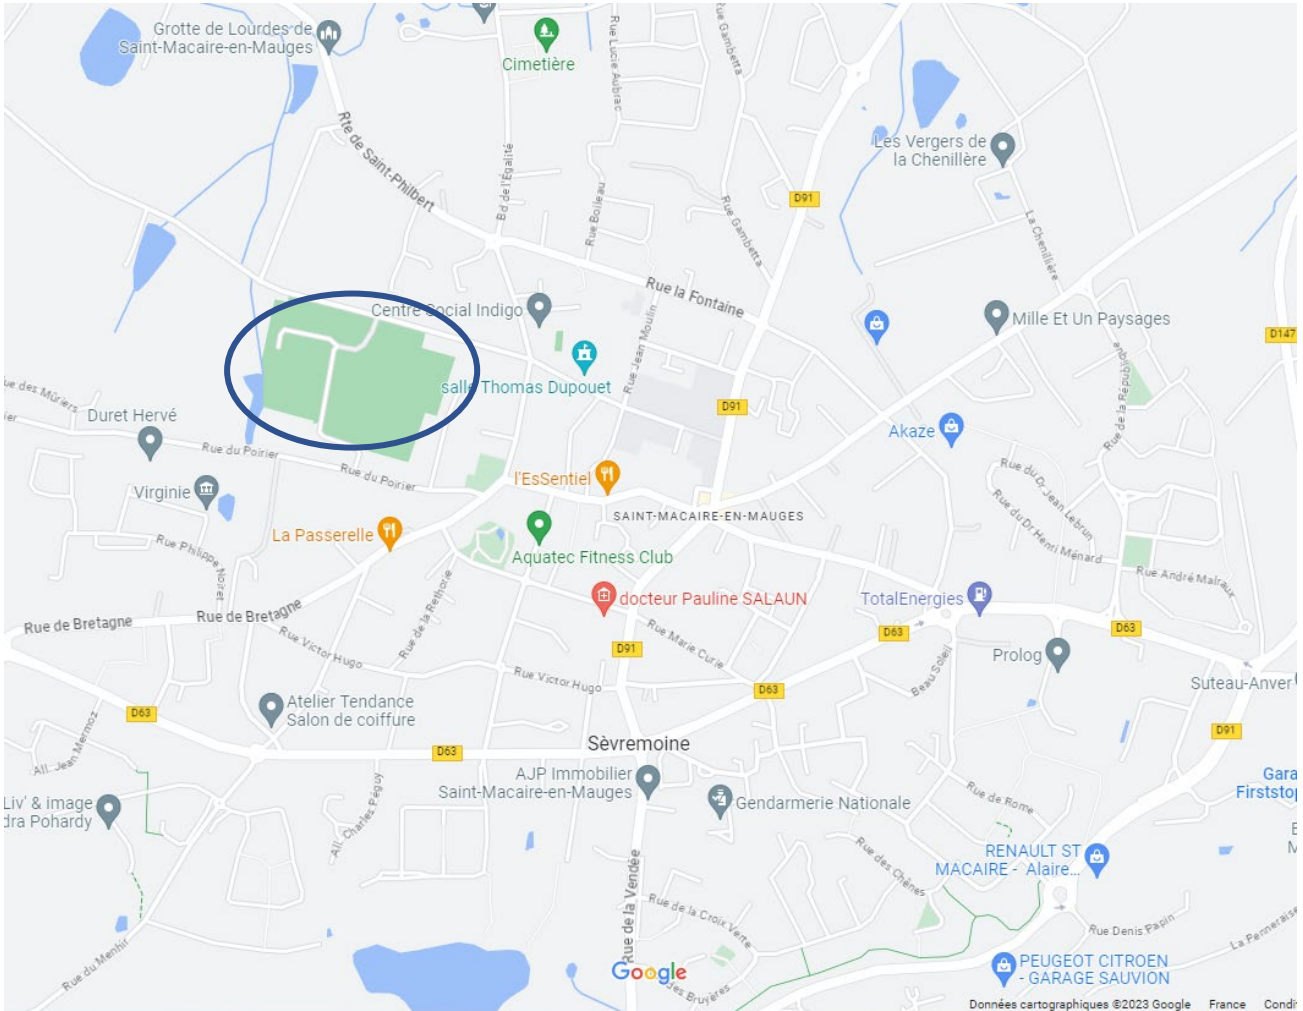 Grotte de Lourdes de
Saint-Macaire-en-Mauges
Cimetière
Rue Lucie Aubrac
Rue Gambetta
Les Vergers de
la Chenillère
Rte de Saint-Philbert
Bd de l'Egalité
Rue Boileau
Rue Gambetta
D91
La Chenillère
Rue la Fontaine
Centre Social Indigo
Mille Et Un Paysages
D147
Rue Jean Moulin
salle Thomas Dupouet
ue des Mûriers
ier
Duret Hervé
D91
Akaze
Rue de la République
Rue du Poirier
Rue du Poirier
l'EsSentiel
Virginie
SAINT-MACAIRE-EN-MAUGES
Rue du Dr Jean Lebrun
Rue du Dr Henri Ménard
La Passerelle
Aquatec Fitness Club
Rue Philippe Noiret
Rue André Malraux
docteur Pauline SALAUN
TotalEnergies
Rue de Bretagne
Rue de Bretagne
Rue de la Rethorie
Rue Victor Hugo
Rue Marie Curie
D91
D63
D63
Prolog
Beau Soleil
Rue Victor Hugo
D63
Suteau-Anver
Atelier Tendance
Salon de coiffure
D63
All. Jean Mermoz
D63
Sèvremoine
D91
AJP Immobilier
Saint-Macaire-en-Mauges
Gendarmerie Nationale
Gara
Firststop
Liv' & image
dra Pohardy
All. Charles Péguy
Rue de Rome
E
M
RENAULT ST
MACAIRE - Alaire...
Rue des Chênes
Rue de la Vendée
Rue de la Croix Verte
Rue Denis Papin
La Penneraise
Rue du Menhir
Google
des Bruyères
PEUGEOT CITROEN
- GARAGE SAUVION
Données cartographiques ©2023 Google France Condi